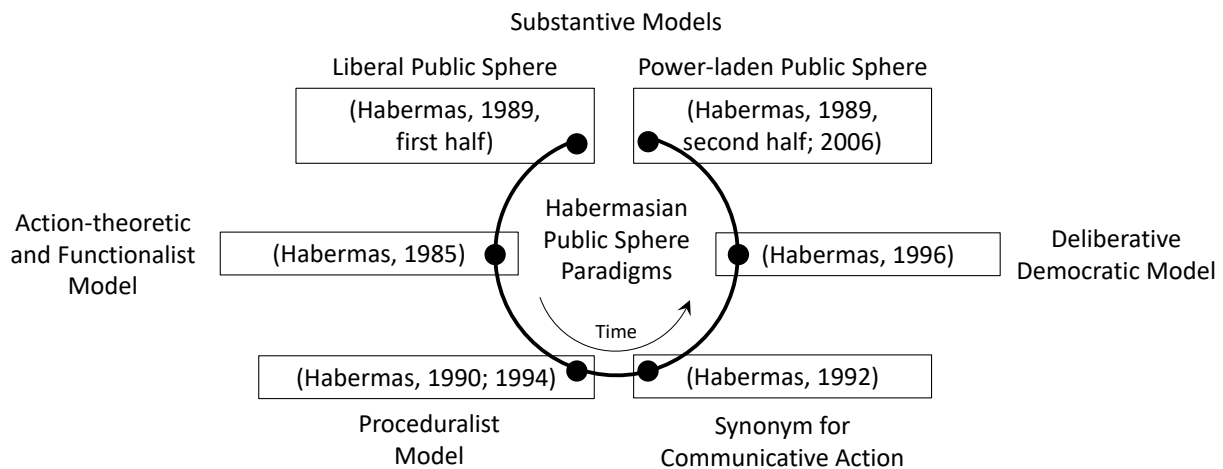 Substantive Models
Liberal Public Sphere
(Habermas, 1989,
first half)
Power-laden Public Sphere
(Habermas, 1989,
second half; 2006)
Action-theoretic
and Functionalist
Model
(Habermas, 1985)
Habermasian
Public Sphere
Paradigms
Time
(Habermas, 1996)
Deliberative
Democratic Model
(Habermas, 1990; 1994)
Proceduralist
Model
(Habermas, 1992)
Synonym for
Communicative Action